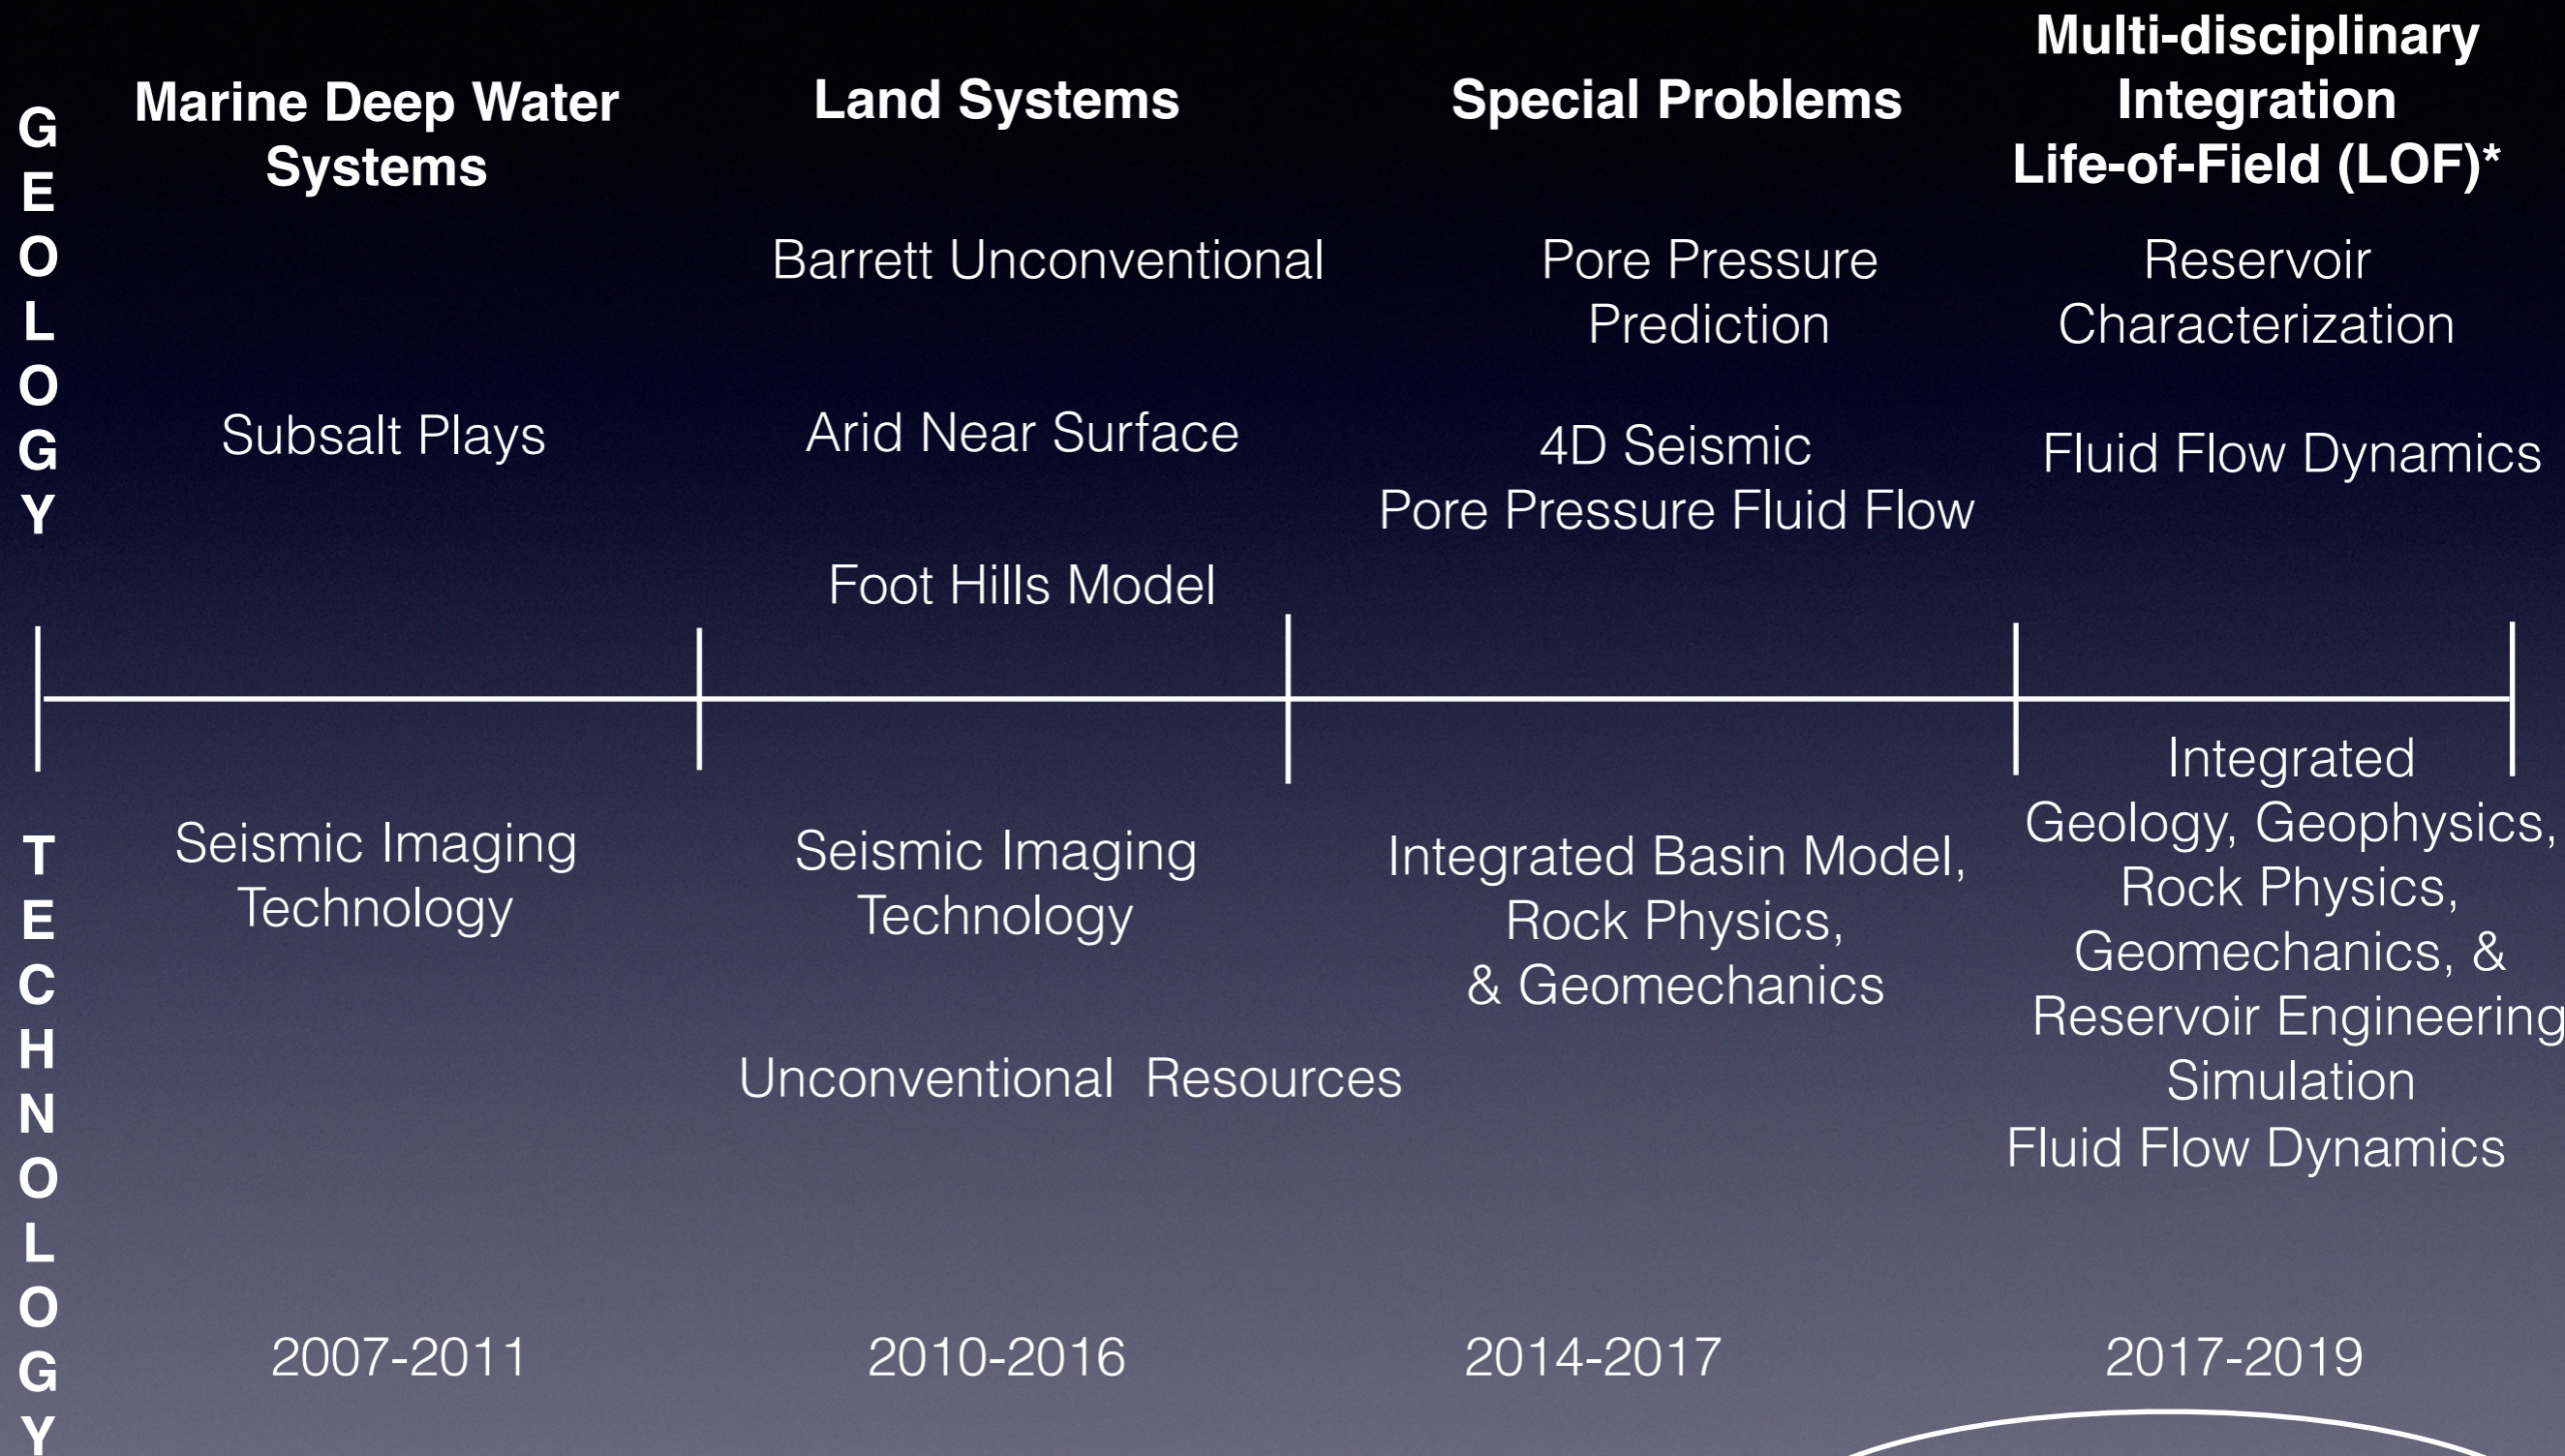 GEOLOGY
Marine Deep Water
Systems
Subsalt Plays
Land Systems
Barrett Unconventional
Arid Near Surface
Foot Hills Model
Special Problems
Pore Pressure
Prediction
4D Seismic
Pore Pressure Fluid Flow
Multi-disciplinary
Integration
Life-of-Field (LOF)*
Reservoir
Characterization
Fluid Flow Dynamics
TECHNOLOGY
Seismic Imaging
Technology
2007-2011
Seismic Imaging
Technology
Unconventional  Resources
2010-2016
Integrated Basin Model,
Rock Physics,
& Geomechanics
2014-2017
Integrated
Geology, Geophysics,
Rock Physics,
Geomechanics, &
Reservoir Engineering
Simulation
Fluid Flow Dynamics
2017-2019